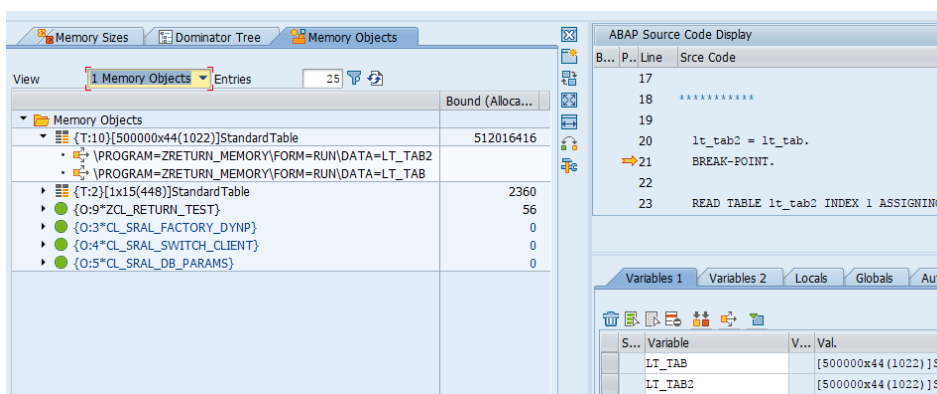 Memory Sizes Dominator Tree Memory Objects
View 1 Memory Objects Entries 25
Bound (Alloca...
Memory Objects
{T:10}[500000x44(1022)]StandardTable 512016416
\PROGRAM=ZRETURN_MEMORY\FORM=RUN\DATA=LT_TAB2
\PROGRAM=ZRETURN_MEMORY\FORM=RUN\DATA=LT_TAB
{T:2}[1x15(448)]StandardTable 2360
{O:9*ZCL_RETURN_TEST} 56
{O:3*CL_SRAL_FACTORY_DYNP} 0
{O:4*CL_SRAL_SWITCH_CLIENT} 0
{O:5*CL_SRAL_DB_PARAMS} 0
ABAP Source Code Display
B... P.. Line Srce Code
17
18 ***********
19
20 lt_tab2 = lt_tab.
21 BREAK-POINT.
22
23 READ TABLE lt_tab2 INDEX 1 ASSIGNING
Variables 1 Variables 2 Locals Globals Au
S... Variable V... Val.
LT_TAB [500000x44(1022)]S
LT_TAB2 [500000x44(1022)]S